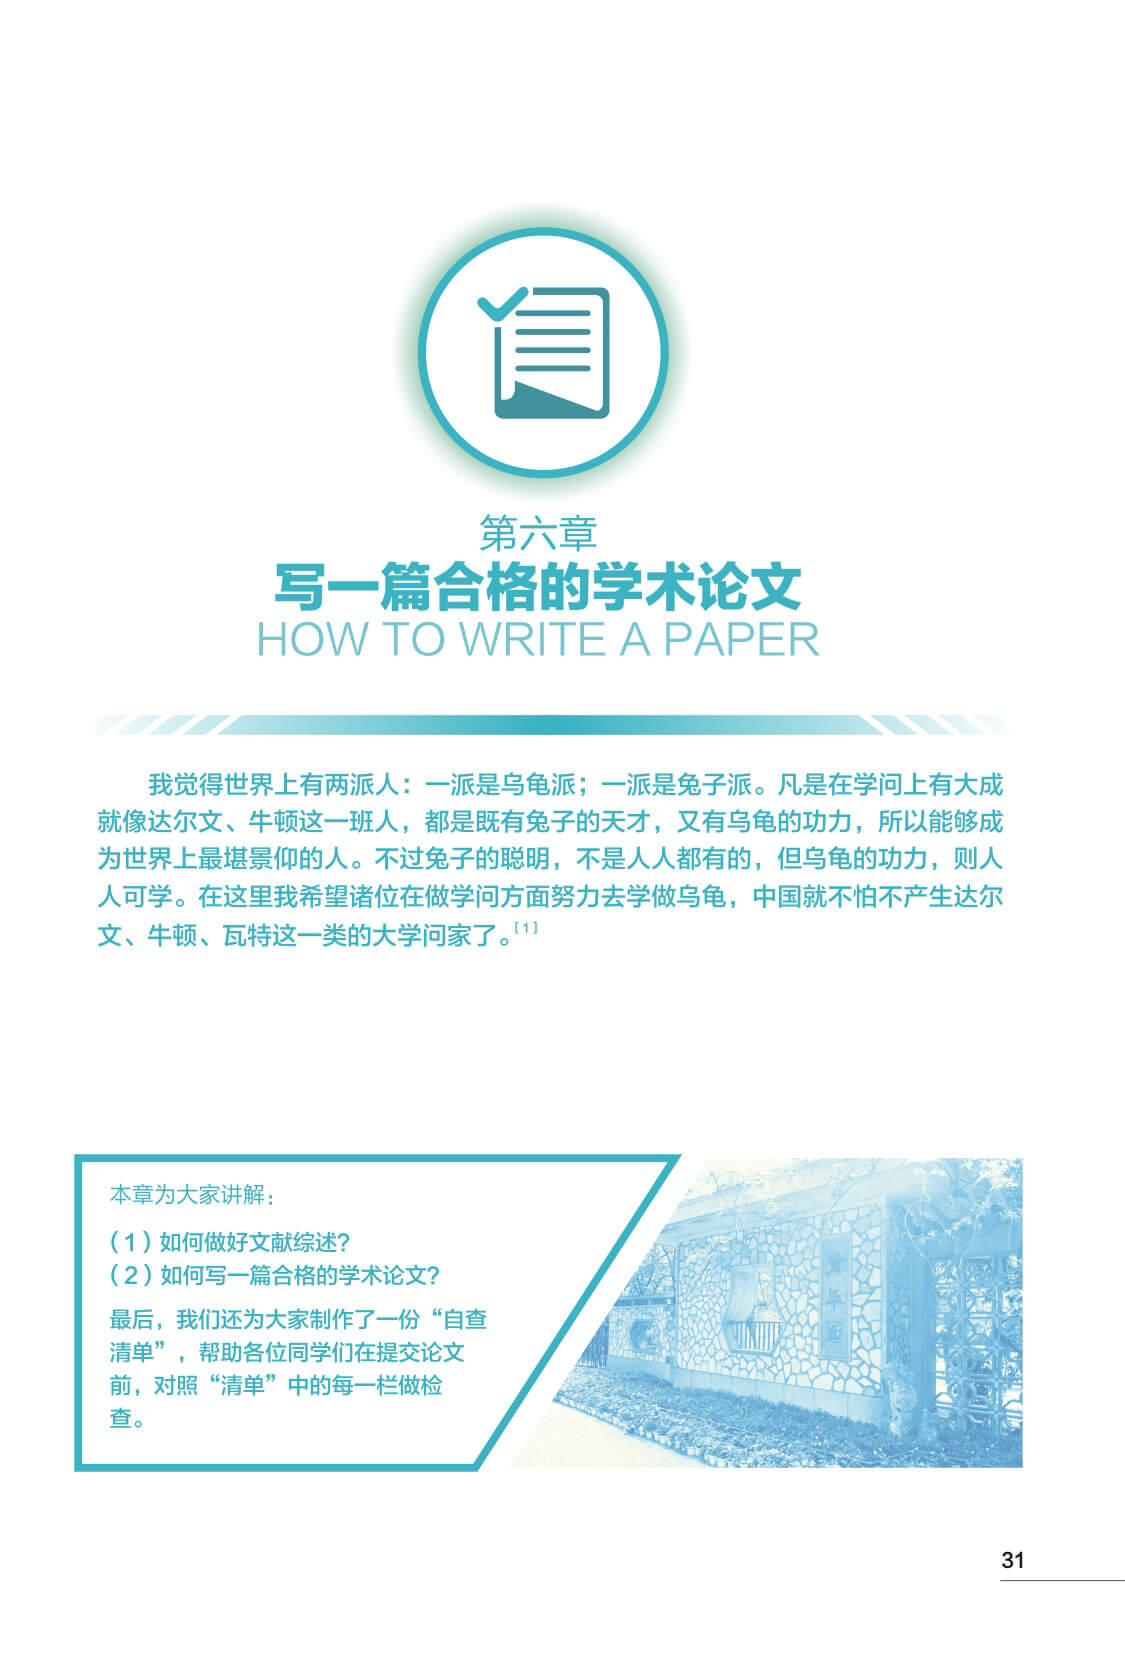 第六章
写一篇合格的学术论文
HOW TO WRITE A PAPER
我觉得世界上有两派人：一派是乌龟派；一派是兔子派。凡是在学问上有大成
就像达尔文、牛顿这一班人，都是既有兔子的天才，又有乌龟的功力，所以能够成
为世界上最堪景仰的人。不过兔子的聪明，不是人人都有的，但乌龟的功力，则人
人可学。在这里我希望诸位在做学问方面努力去学做乌龟，中国就不怕不产生达尔
文、牛顿、瓦特这一类的大学问家了。[1]
本章为大家讲解：
（1）如何做好文献综述？
（2）如何写一篇合格的学术论文？
最后，我们还为大家制作了一份“自查
清单”，帮助各位同学们在提交论文
前，对照“清单”中的每一栏做检
查。
31